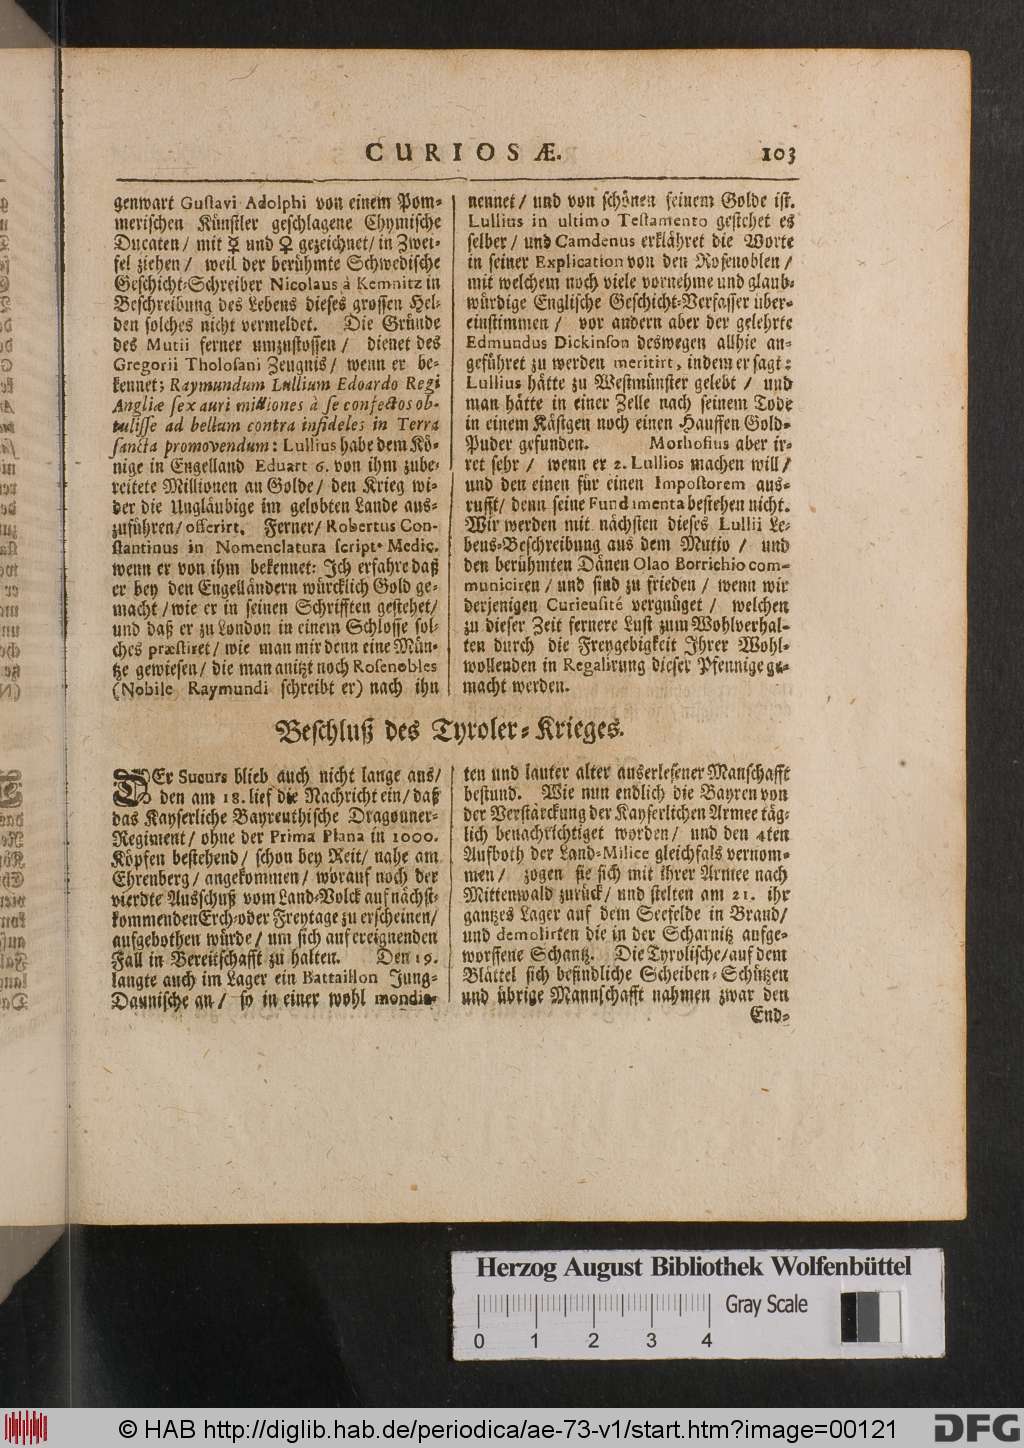 CURIOSÆ. 103
genwart Gustavi Adolphi von einem Pom-
merischen Künstler geschlagene Chymische
Ducaten/ mit ☿ und ♀ gezeichnet/ in Zwei-
fel ziehen/ weil der berühmte Schwedische
Geschicht-Schreiber Nicolaus à Kemnitz in
Beschreibung des Lebens dieses grossen Hel-
den solches nicht vermeldet. Die Gründe
des Mutii ferner umzustossen/ dienet des
Gregorii Tholosani Zeugnis/ wenn er be-
kennet; Raymundum Lullium Edoardo Regi
Angliæ sex auri milliones à se confectos ob-
tulisse ad bellum contra infideles in Terra
sancta promovendum: Lullius habe dem Kö-
nige in Engelland Eduart 6. von ihm zube-
reitete Millionen an Golde/ den Krieg wi-
der die Ungläubige im gelobten Lande aus-
zuführen/ offerirt. Ferner/ Robertus Con-
stantinus in Nomenclatura script. Medic.
wenn er von ihm bekennet: Ich erfahre daß
er bey den Engelländern würcklich Gold ge-
macht/ wie er in seinen Schrifften gestehet/
und daß er zu London in einem Schlosse sol-
ches præstiret/ wie man mir denn eine Mün-
tze gewiesen/ die man anitzt noch Rosenobles
(Nobile Raymundi schreibt er) nach ihn
nennet/ und von schönen seinem Golde ist.
Lullius in ultimo Testamento gestehet es
selber/ und Camdenus erklähret die Worte
in seiner Explication von den Rosenoblen/
mit welchem noch viele vornehme und glaub-
würdige Englische Geschicht-Verfasser über-
einstimmen/ vor andern aber der gelehrte
Edmundus Dickinson deswegen allhie an-
geführet zu werden meritirt, indem er sagt:
Lullius hätte zu Westmünster gelebt/ und
man hätte in einer Zelle nach seinem Tode
in einem Kästgen noch einen Hauffen Gold-
Puder gefunden. Morhofius aber ir-
ret sehr/ wenn er 2. Lullios machen will/
und den einen für einen Impostorem aus-
rufft/ denn seine Fundimenta bestehen nicht.
Wir werden mit nächsten dieses Lullii Le-
bens-Beschreibung aus dem Mutio/ und
den berühmten Dänen Olao Borrichio com-
municiren/ und sind zu frieden/ wenn wir
derjenigen Curieusité vergnüget/ welchen
zu dieser Zeit fernere Lust zum Wohlverhal-
ten durch die Freygebigkeit Ihrer Wohl-
wollenden in Regalirung dieser Pfennige ge-
macht werden.
Beschluß des Tyroler-Krieges.
DEr Sucurs blieb auch nicht lange aus/
den am 18. lief die Nachricht ein/ daß
das Kayserliche Bayreuthische Dragouner-
Regiment/ ohne der Prima Plana in 1000.
Köpfen bestehend/ schon bey Reit/ nahe am
Ehrenberg/ angekommen/ worauf noch der
vierdte Ausschuß vom Land-Volck auf nächst-
kommenden Erch-oder Freytage zu erscheinen/
aufgebothen würde/ um sich auf ereignenden
Fall in Bereitschafft zu halten. Den 19.
langte auch im Lager ein Battaillon Jung-
Daunische an/ so in einer wohl mondir-
ten und lauter alter auserlesener Manschafft
bestund. Wie nun endlich die Bayren von
der Verstärckung der Kayserlichen Armee täg-
lich benachrichtiget worden/ und den 4ten
Aufboth der Land-Milice gleichfals vernom-
men/ zogen sie sich mit ihrer Armee nach
Mittenwald zurück/ und stelten am 21. ihr
gantzes Lager auf dem Seefelde in Brand/
und demolirten die in der Scharnitz aufge-
worffene Schantz. Die Tyrolische/ auf dem
Blättel sich befindliche Scheiben-Schützen
und übrige Mannschafft nahmen zwar den
End-
Herzog August Bibliothek Wolfenbüttel
Gray Scale
0 1 2 3 4
© HAB http://diglib.hab.de/periodica/ae-73-v1/start.htm?image=00121
DFG